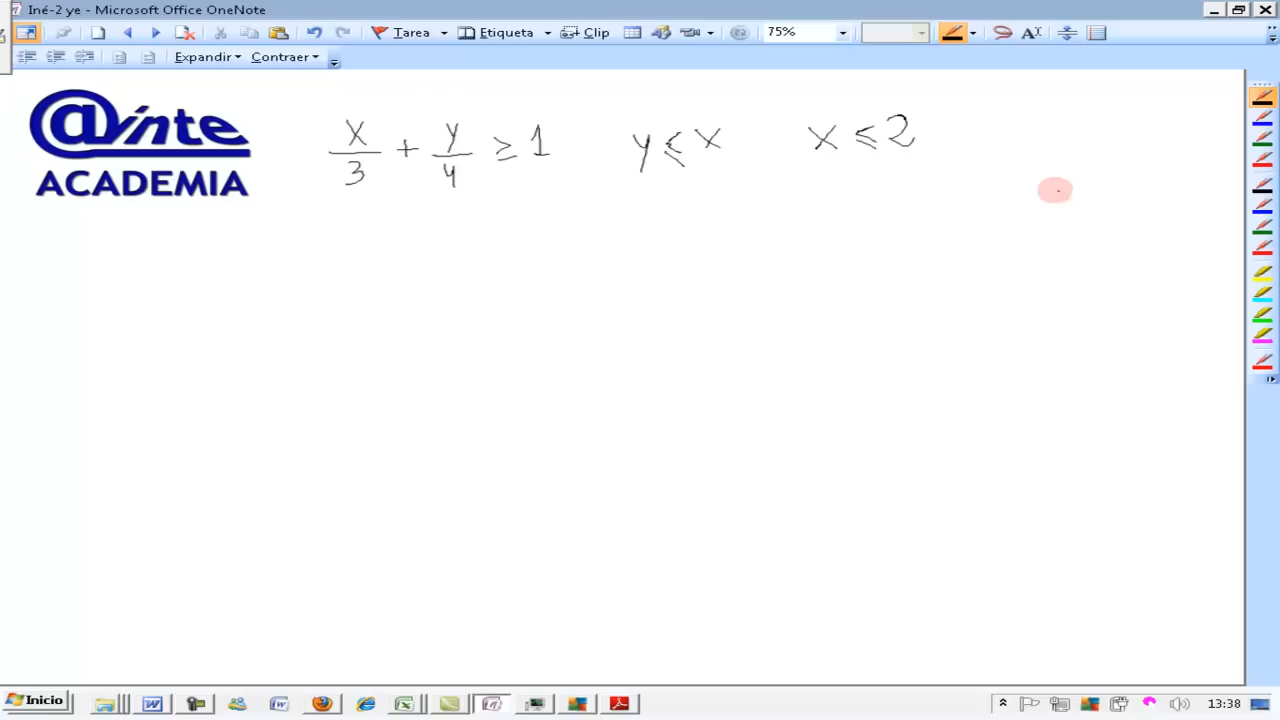 Iné-2 ye - Microsoft Office OneNote
Tarea Etiqueta Clip 75%
Expandir Contraer
@inte
ACADEMIA
x/3 + y/4 ≥ 1 y ≤ x x ≤ 2
Inicio 13:38